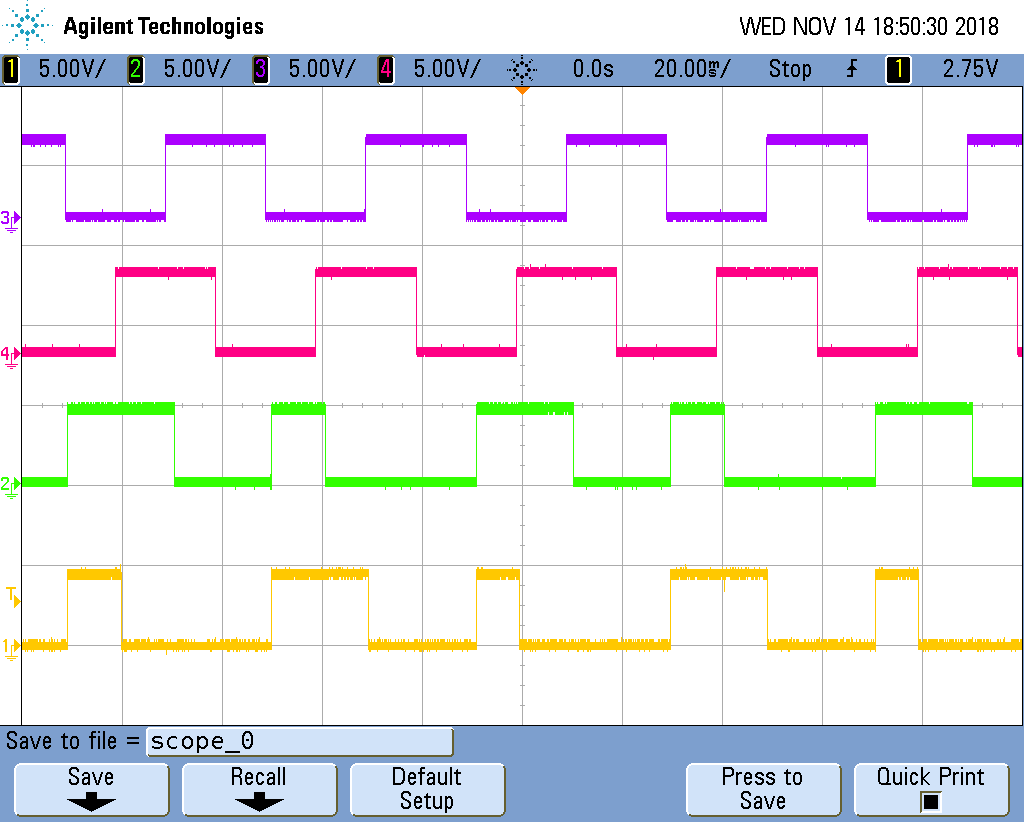 Agilent Technologies WED NOV 14 18:50:30 2018
1 5.00V/ 2 5.00V/ 3 5.00V/ 4 5.00V/ 0.0s 20.00ms/ Stop 1 2.75V
3
4
2
T
1
Save to file = scope_0
Save Recall Default Setup Press to Save Quick Print